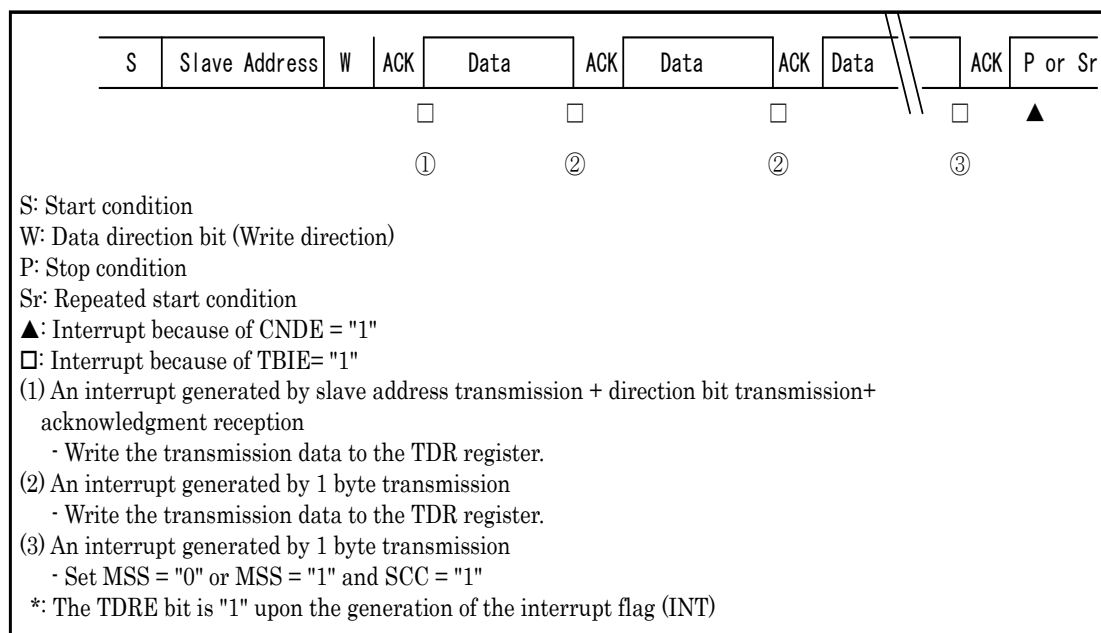 S Slave Address W ACK Data ACK Data ACK Data ACK P or Sr
□ □ □ □ ▲
① ② ② ③
S: Start condition
W: Data direction bit (Write direction)
P: Stop condition
Sr: Repeated start condition
▲: Interrupt because of CNDE = "1"
□: Interrupt because of TBIE= "1"
(1) An interrupt generated by slave address transmission + direction bit transmission+
acknowledgment reception
- Write the transmission data to the TDR register.
(2) An interrupt generated by 1 byte transmission
- Write the transmission data to the TDR register.
(3) An interrupt generated by 1 byte transmission
- Set MSS = "0" or MSS = "1" and SCC = "1"
*: The TDRE bit is "1" upon the generation of the interrupt flag (INT)